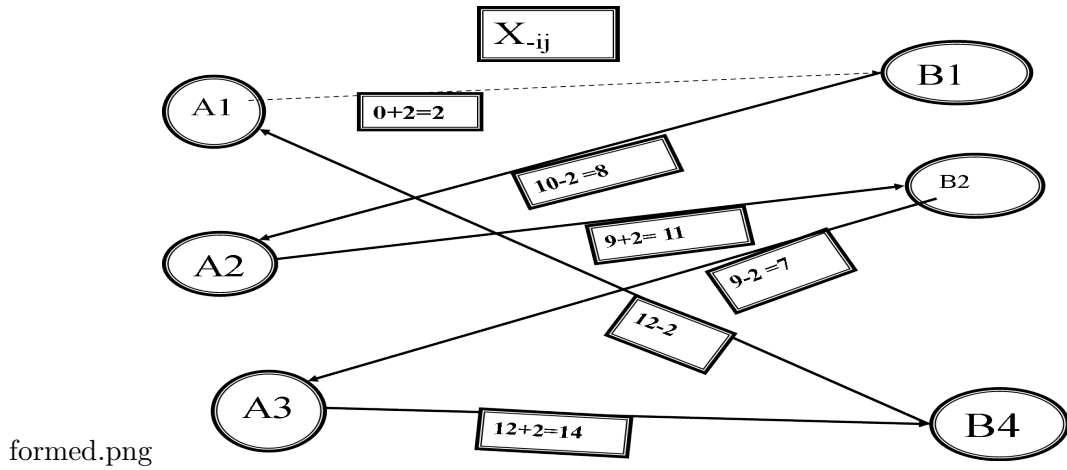 X-ij
B1
A1
0+2=2
10-2 =8
B2
9+2= 11
A2
9-2 =7
12-2
A3
12+2=14
B4
formed.png